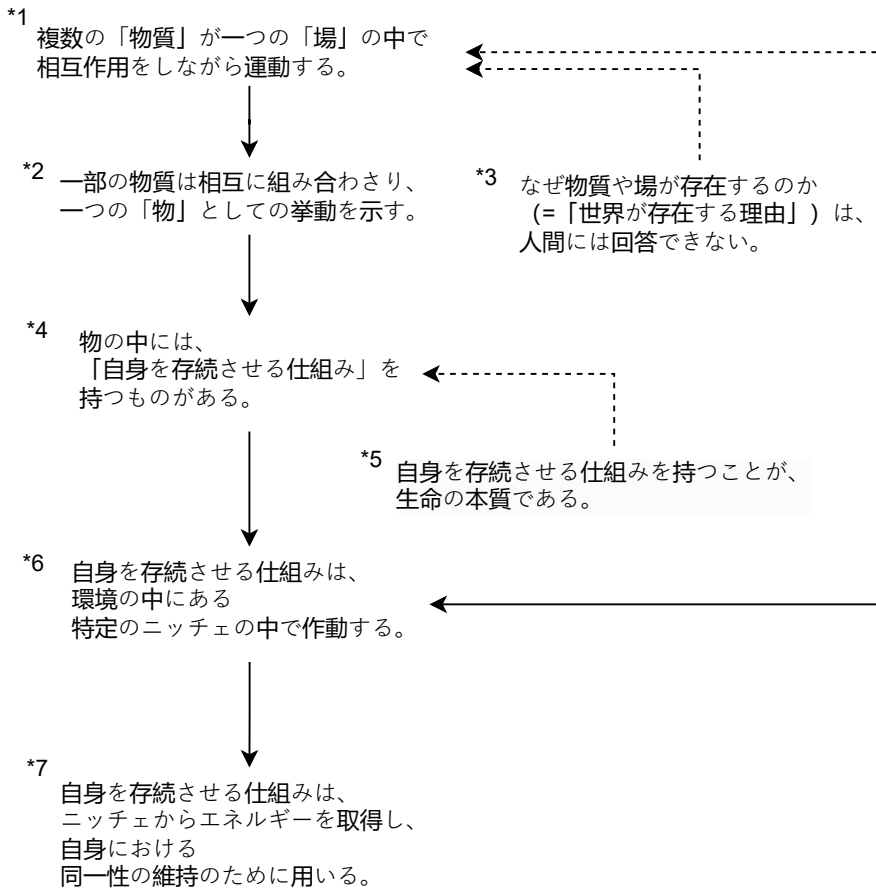 *1
複数の「物質」が一つの「場」の中で
相互作用をしながら運動する。
*2
一部の物質は相互に組み合わさり、
一つの「物」としての挙動を示す。
*3
なぜ物質や場が存在するのか
(=「世界が存在する理由」) は、
人間には回答できない。
*4
物の中には、
「自身を存続させる仕組み」を
持つものがある。
*5
自身を存続させる仕組みを持つことが、
生命の本質である。
*6
自身を存続させる仕組みは、
環境の中にある
特定のニッチェの中で作動する。
*7
自身を存続させる仕組みは、
ニッチェからエネルギーを取得し、
自身における
同一性の維持のために用いる。